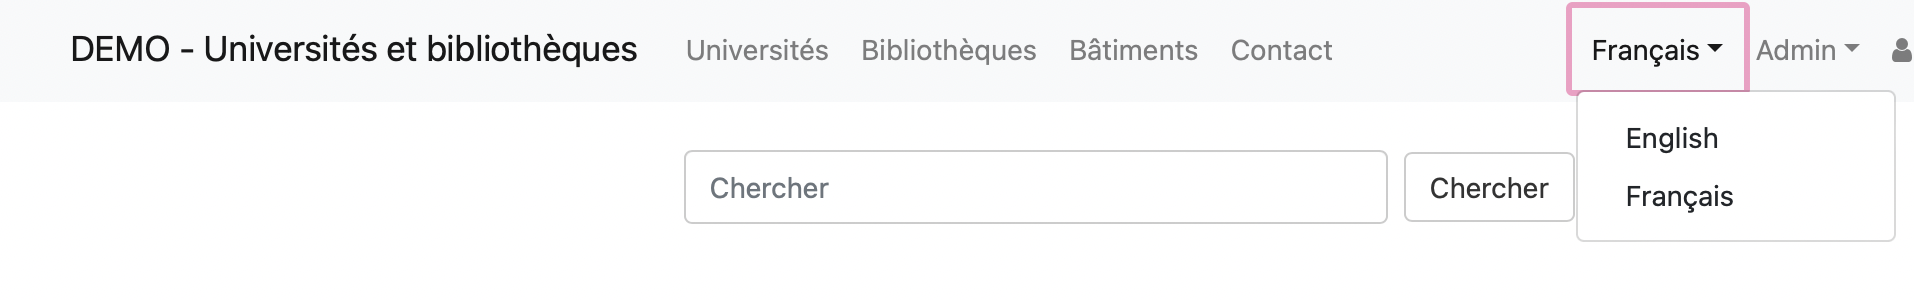 DEMO - Universités et bibliothèques Universités Bibliothèques Bâtiments Contact Français Admin
English
Chercher Chercher
Français